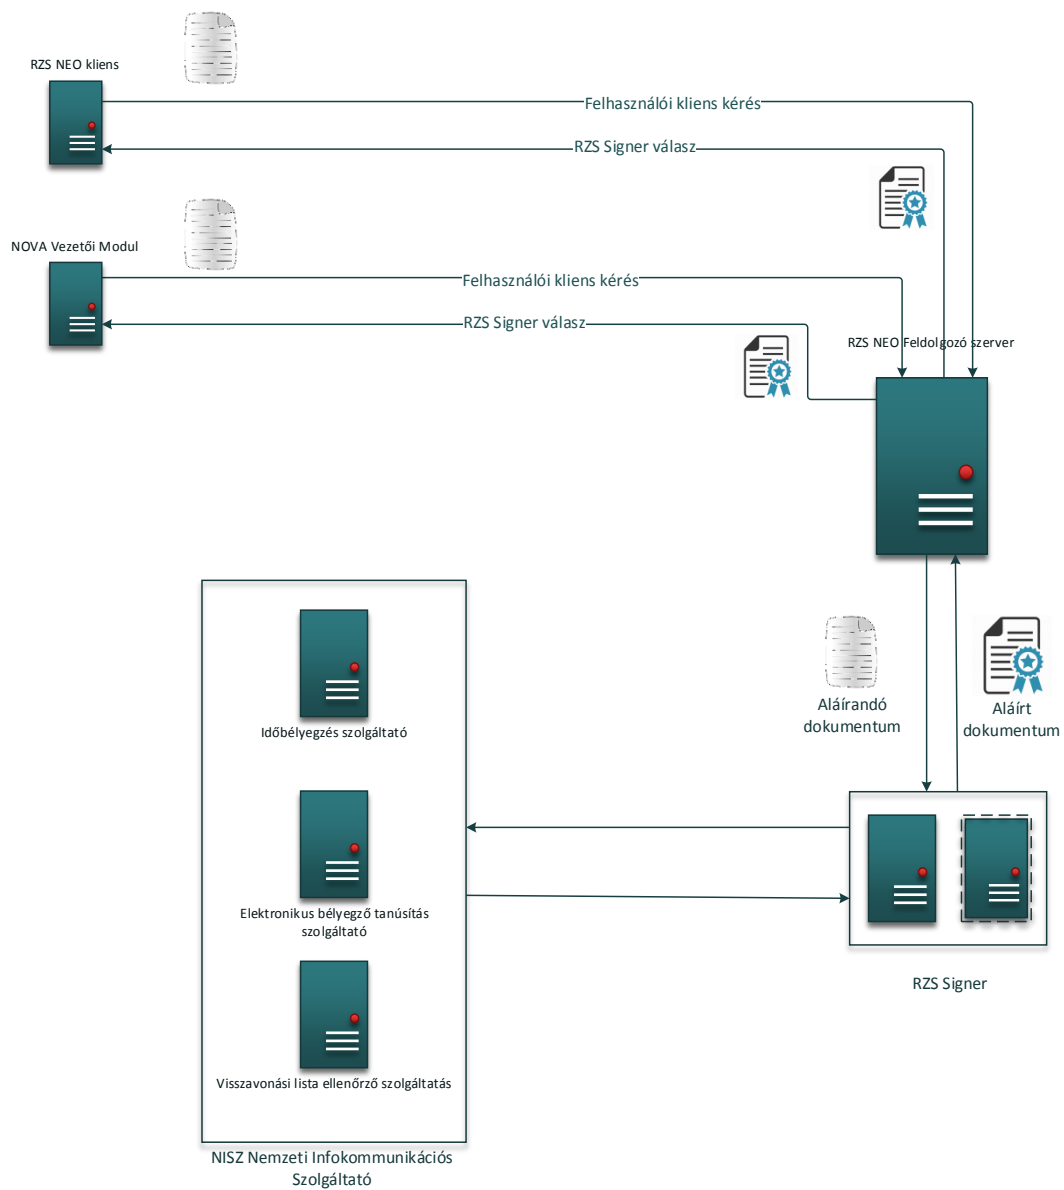 RZS NEO kliens
Felhasználói kliens kérés
RZS Signer válasz
NOVA Vezetői Modul
Felhasználói kliens kérés
RZS Signer válasz
RZS NEO Feldolgozó szerver
Aláírandó
dokumentum
Aláírt
dokumentum
Időbélyegzés szolgáltató
Elektronikus bélyegző tanúsítás
szolgáltató
Visszavonási lista ellenőrző szolgáltatás
RZS Signer
NISZ Nemzeti Infokommunikációs
Szolgáltató